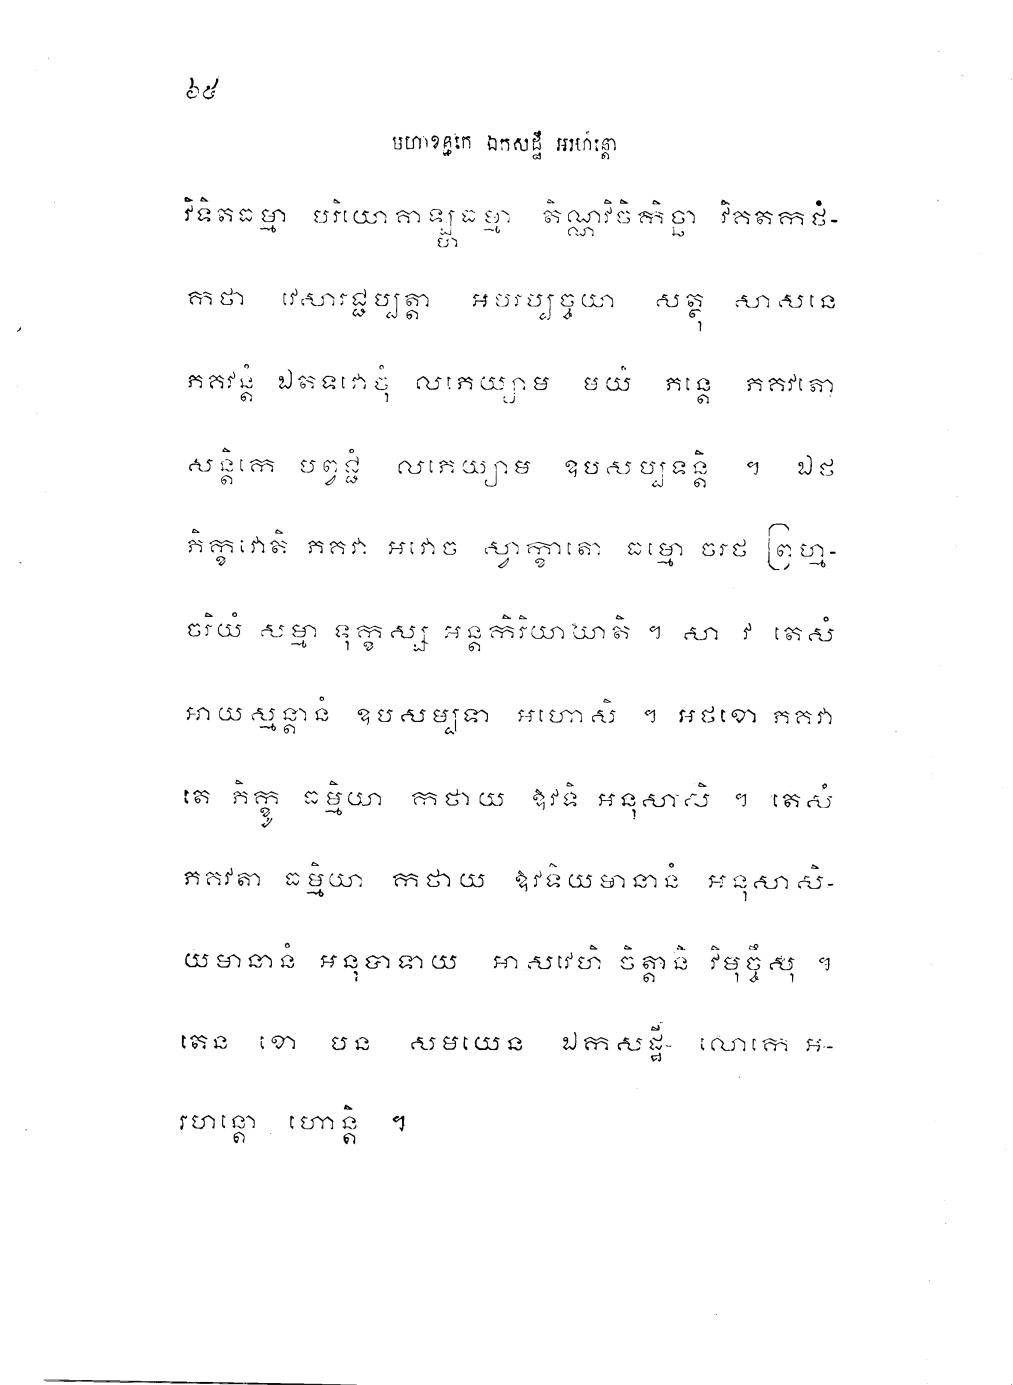 ៦៥
មហាខន្ធកេ ឯកសដ្ឋី អរហន្តោ
វិទិតធម្មា បរិយោគាឡ្ហធម្មា តិណ្ណវិចិកិច្ឆា វិគតកថំ-
កថា វេសារជ្ជប្បត្តា អបរប្បច្ចយា សត្ថុ សាសនេ
ភគវន្តំ ឯតទវោចុំ លភេយ្យាម មយំ ភន្តេ ភគវតោ
សន្តិកេ បព្វជ្ជំ លភេយ្យាម ឧបសម្បទន្តិ ។ ឯថ
ភិក្ខវោតិ ភគវា អវោច ស្វាក្ខាតោ ធម្មោ ចរថ ព្រហ្ម-
ចរិយំ សម្មា ទុក្ខស្ស អន្តកិរិយាយាតិ ។ សា វ តេសំ
អាយស្មន្តានំ ឧបសម្បទា អហោសិ ។ អថខោ ភគវា
តេ ភិក្ខូ ធម្មិយា កថាយ ឱវទិ អនុសាសិ ។ តេសំ
ភគវតា ធម្មិយា កថាយ ឱវទិយមានានំ អនុសាសិ-
យមានានំ អនុបាទាយ អាសវេហិ ចិត្តានិ វិមុច្ចឹសុ ។
តេន ខោ បន សមយេន ឯកសដ្ឋី លោកេ អ-
រហន្តោ ហោន្តិ ។